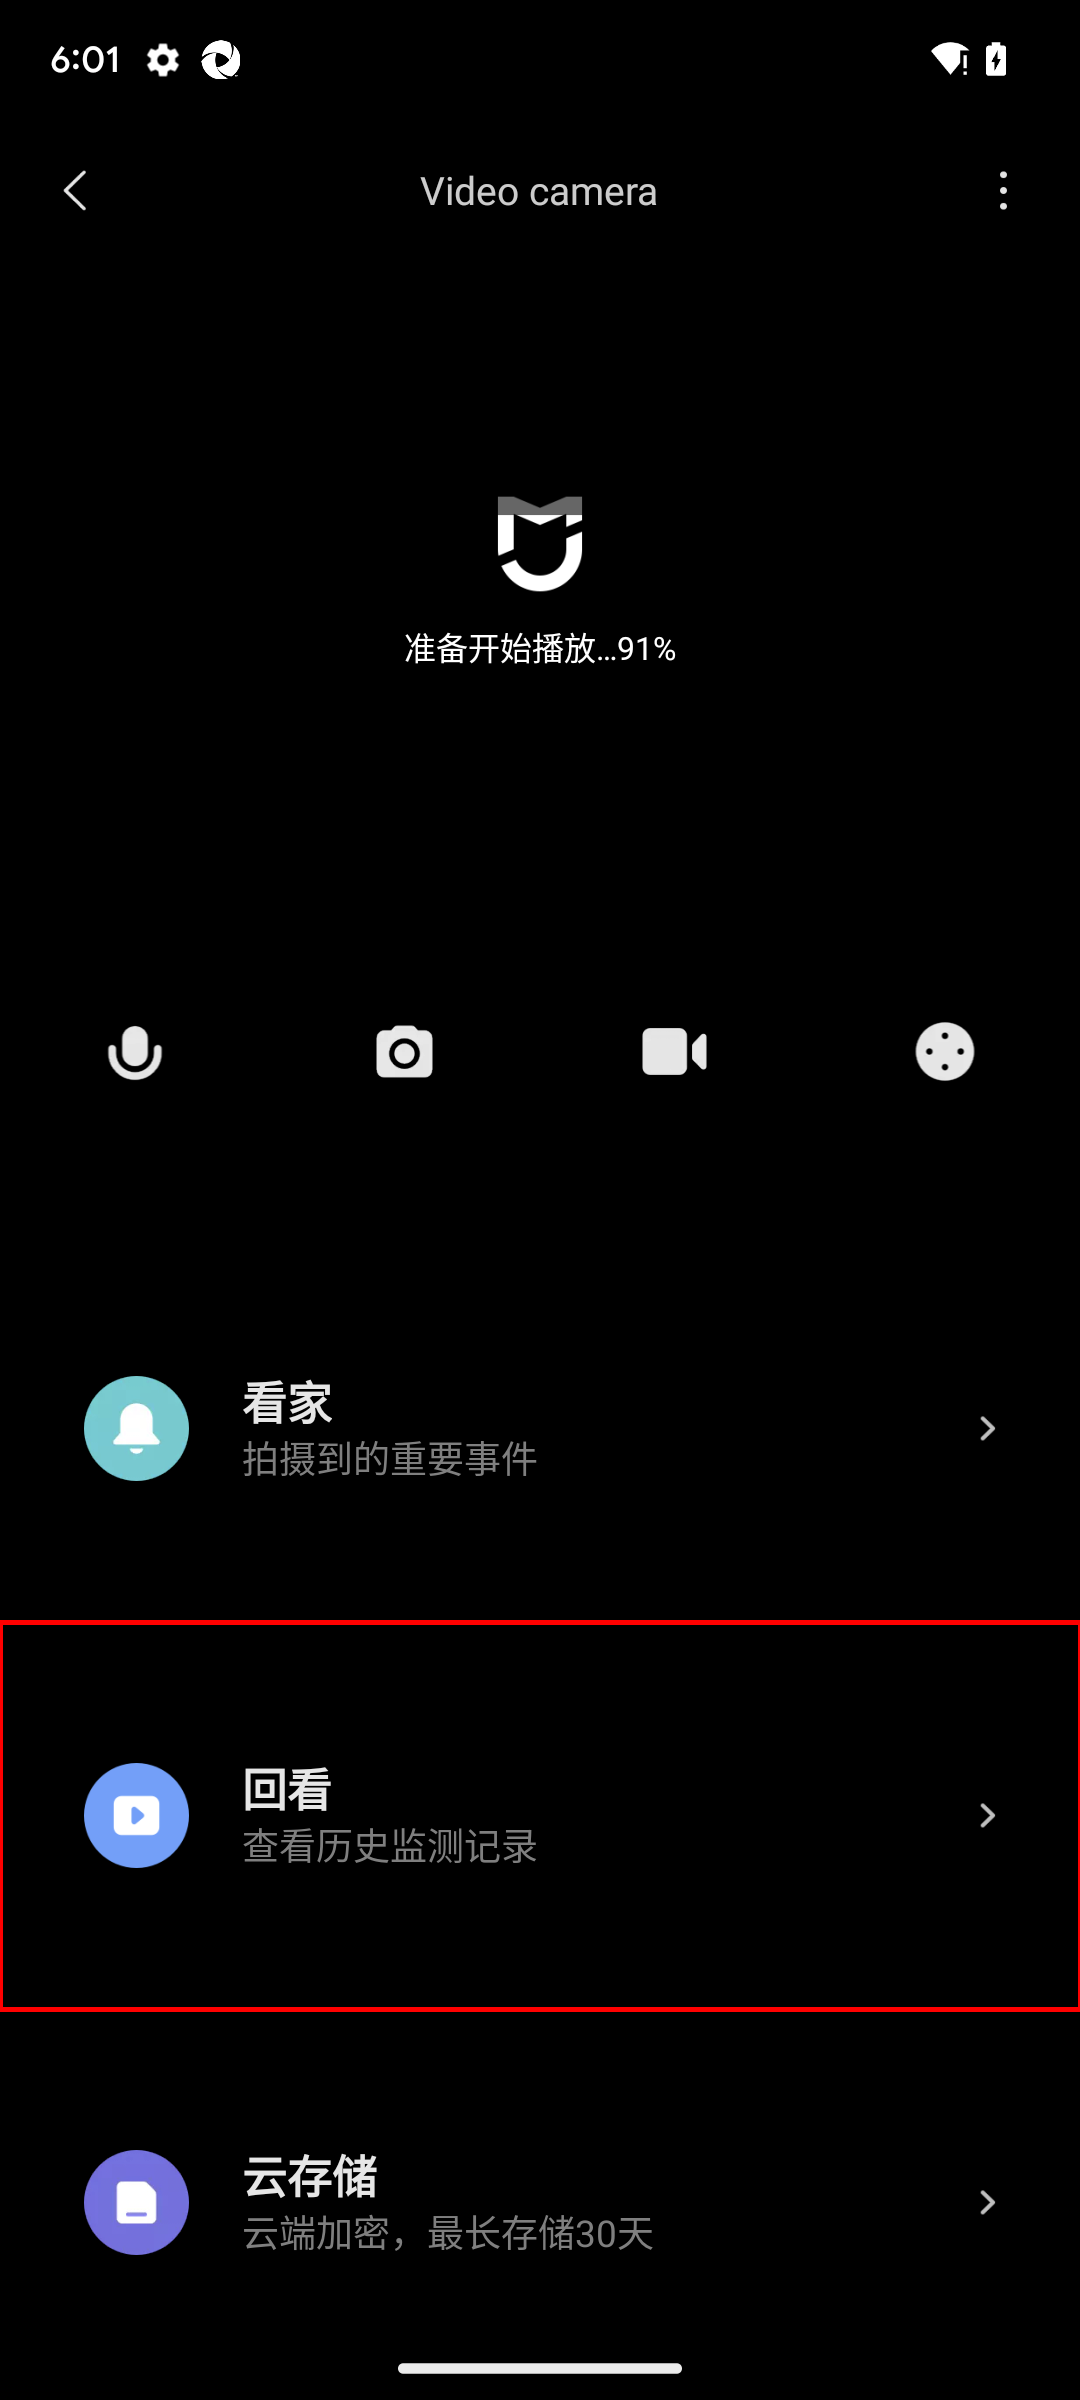 6:01
Video camera
准备开始播放...91%
看家
拍摄到的重要事件
回看
查看历史监测记录
云存储
云端加密，最长存储30天